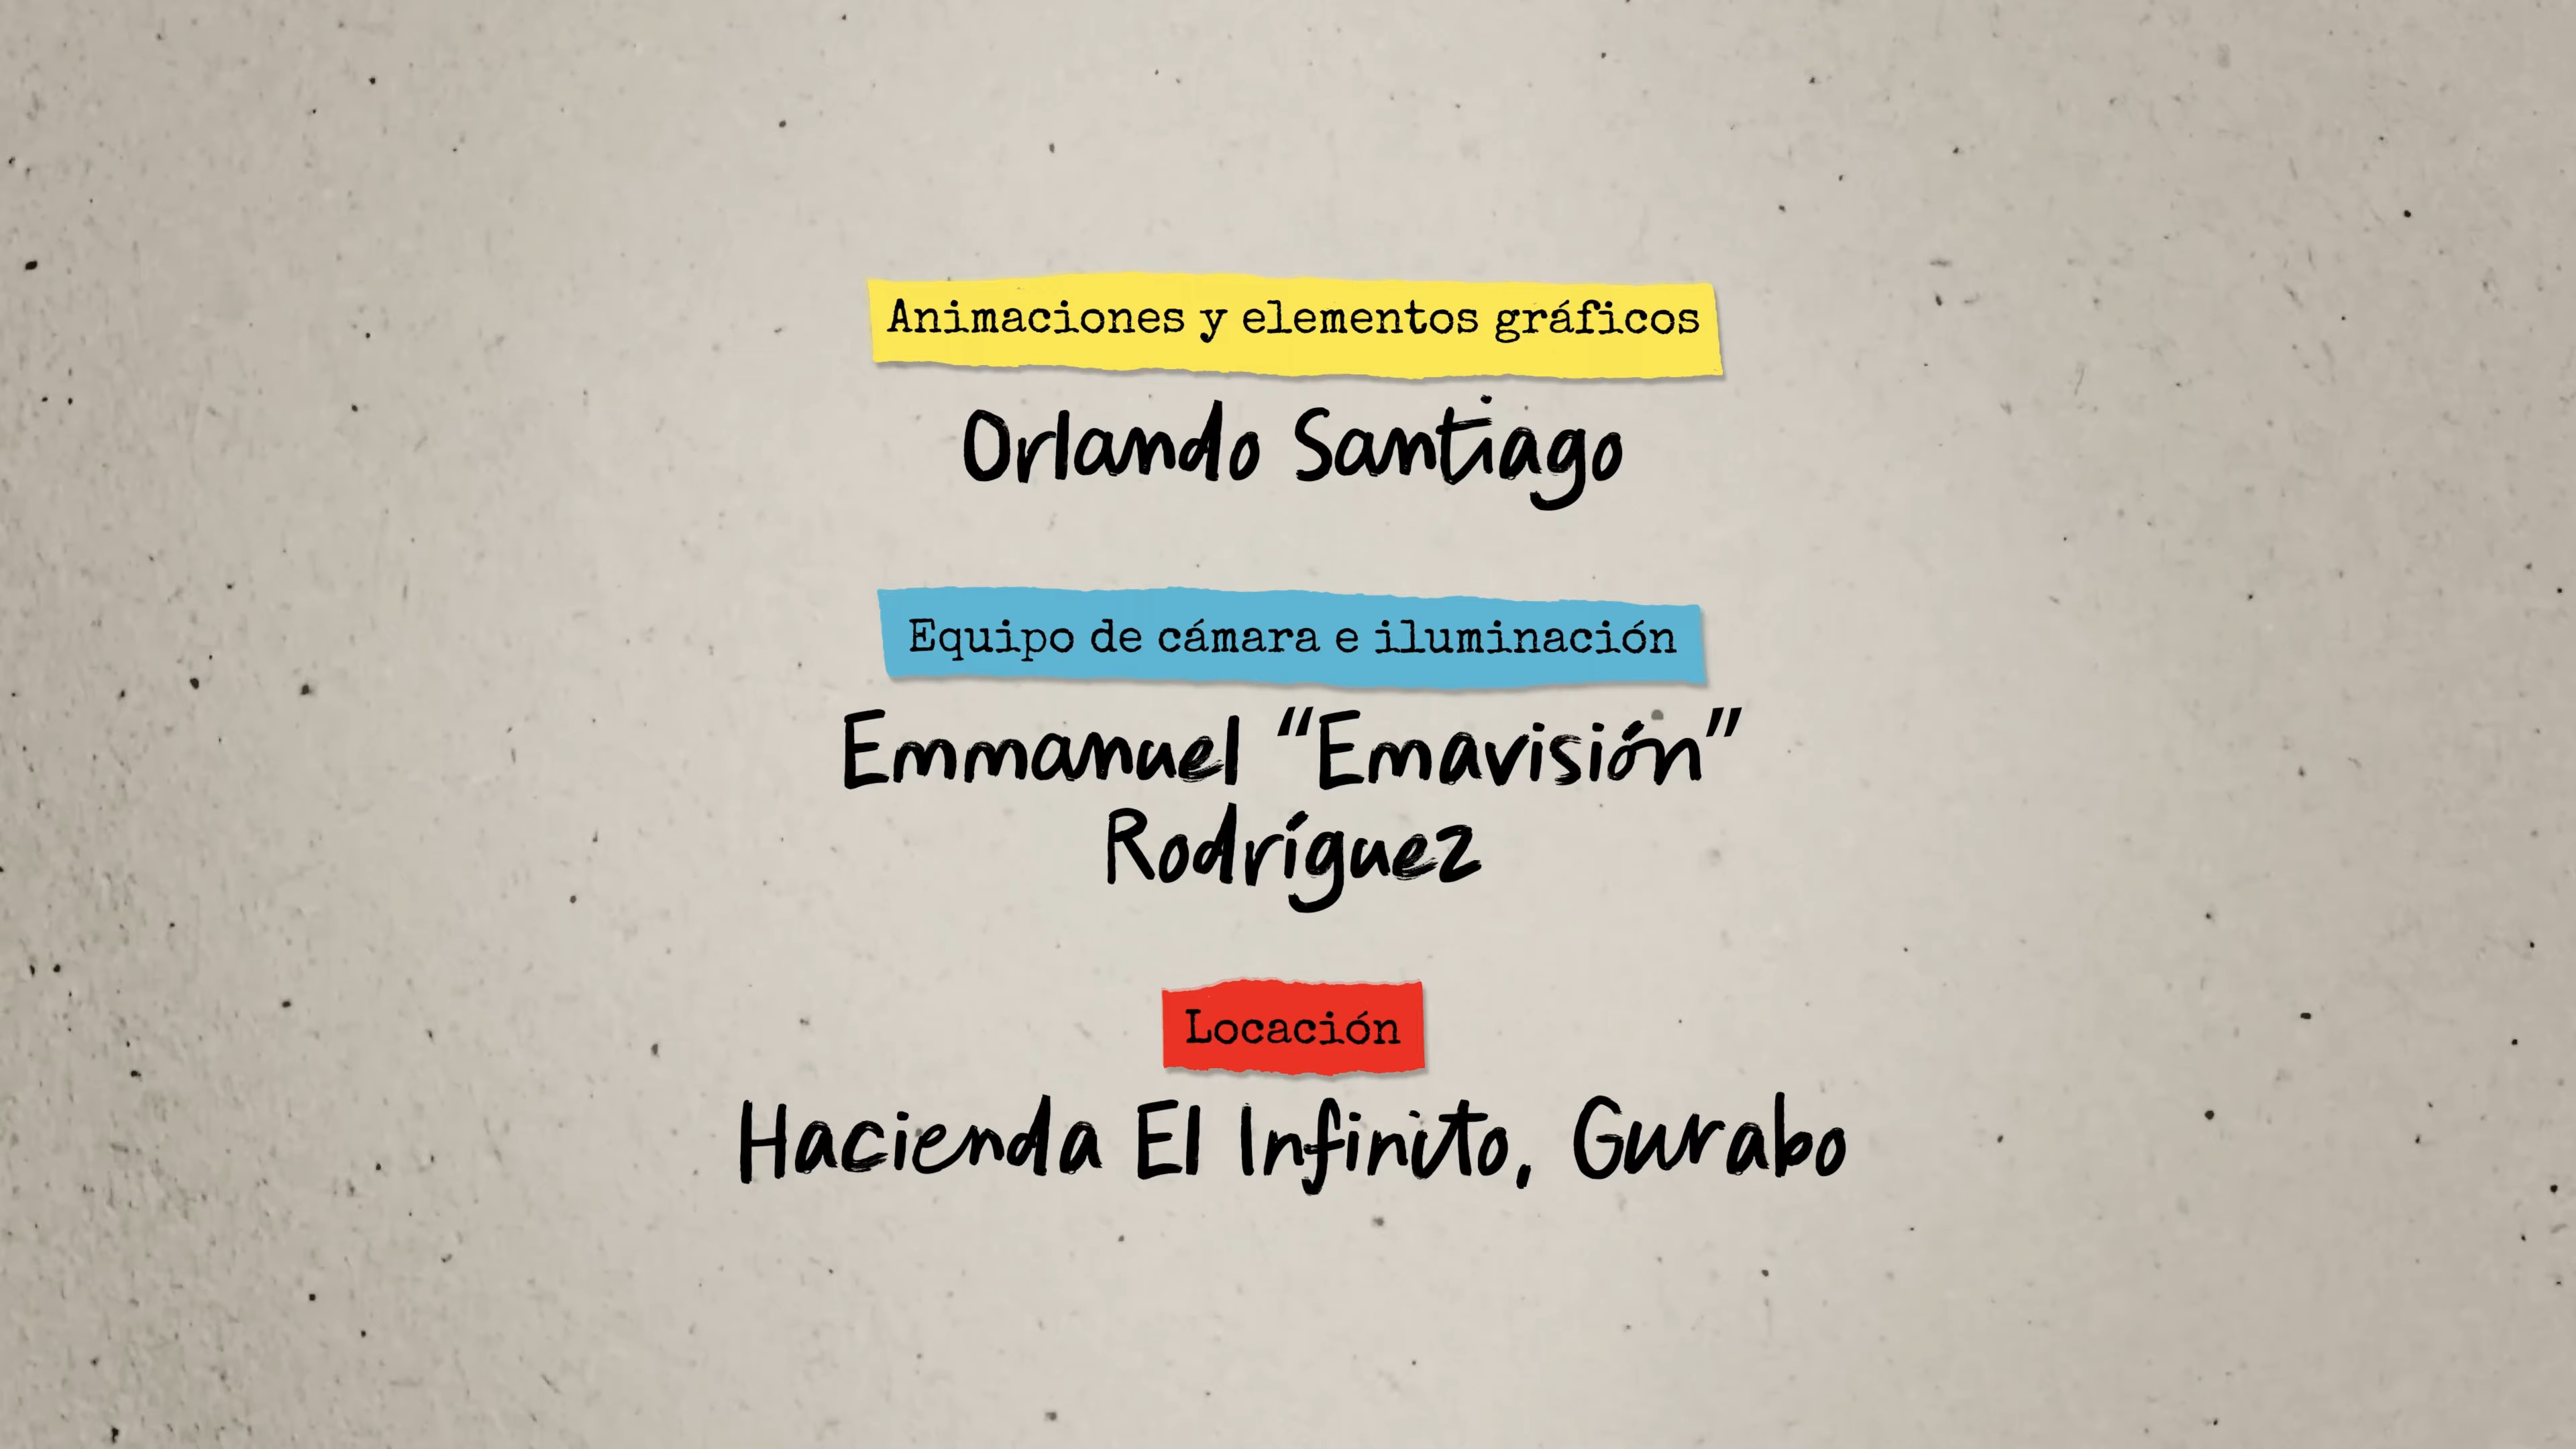 Animaciones y elementos gráficos
Orlando Santiago
Equipo de cámara e iluminación
Emmanuel “Emavisión”
Rodríguez
Locación
Hacienda El Infinito, Gurabo